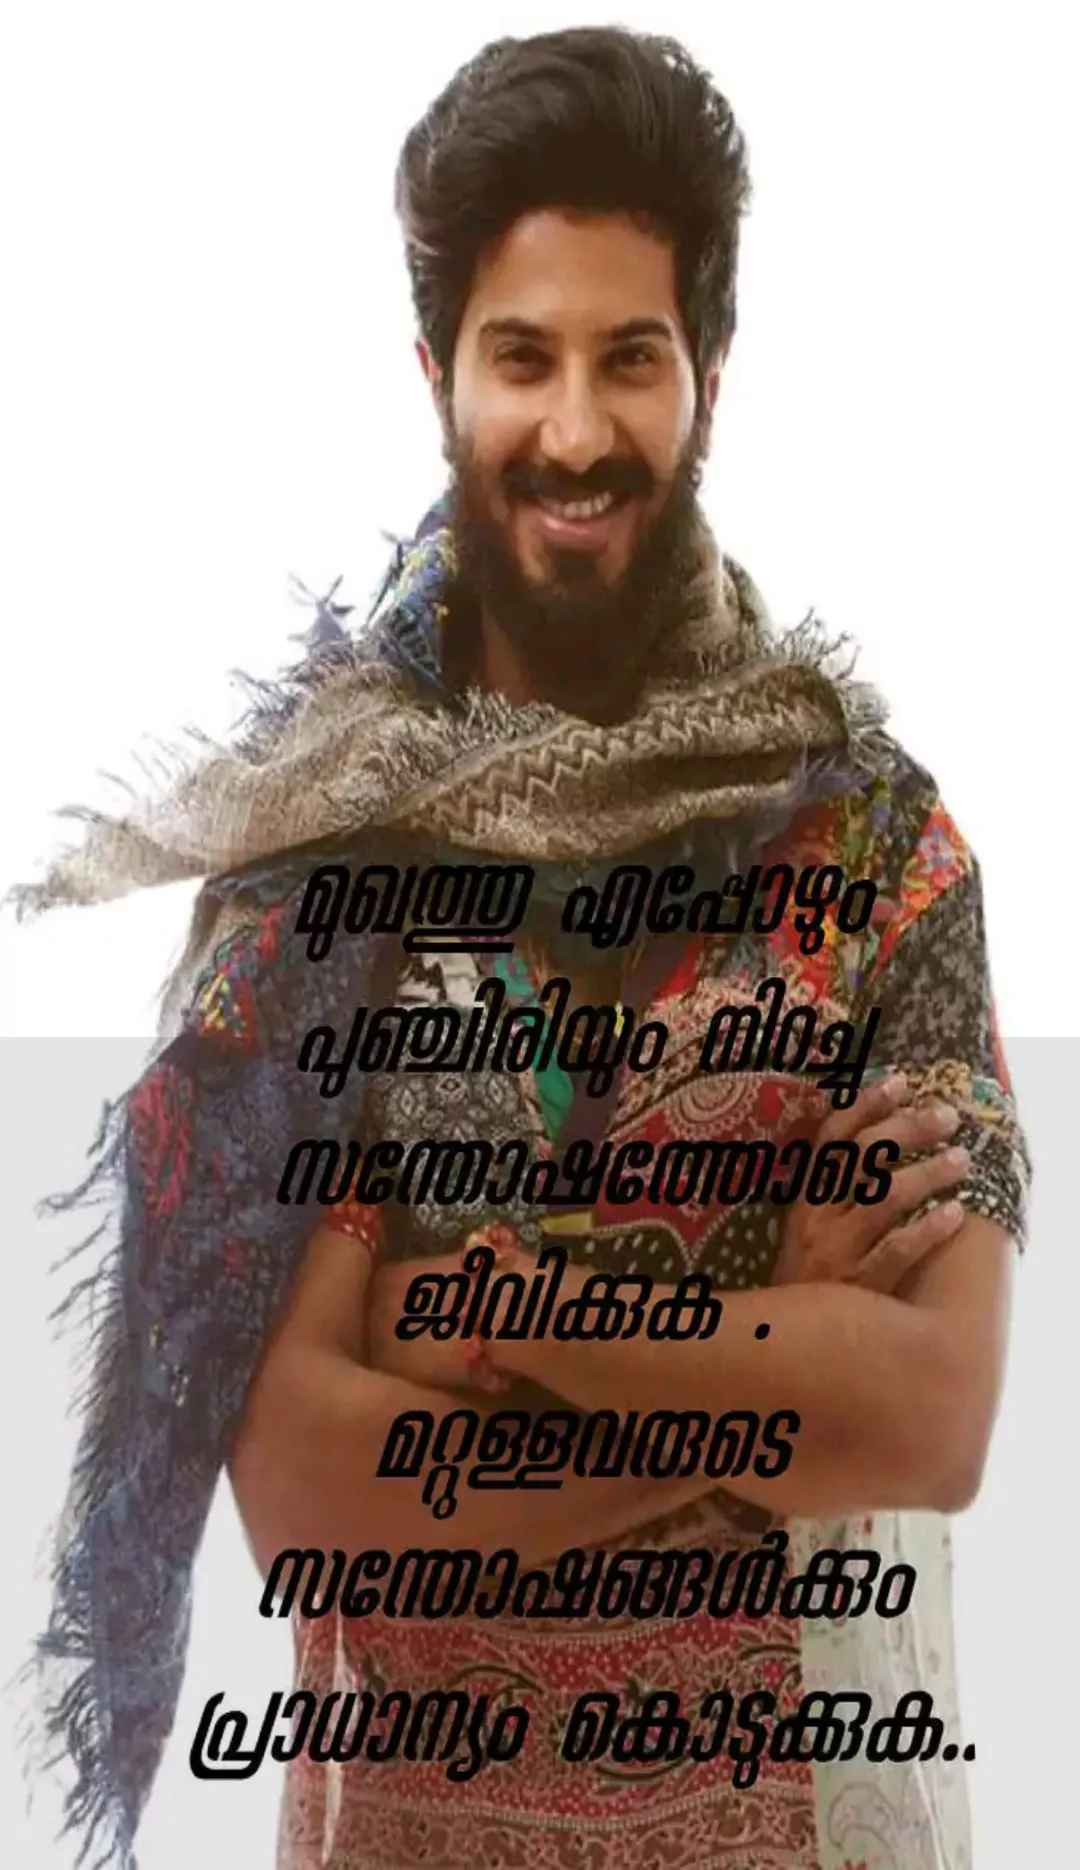 മുഖത്തു എപ്പോഴും
പുഞ്ചിരിയും നിറച്ചു
സന്തോഷത്തോടെ
ജീവിക്കുക .
മറ്റുള്ളവരുടെ
സന്തോഷങ്ങൾക്കും
പ്രാധാന്യം കൊടുക്കുക..